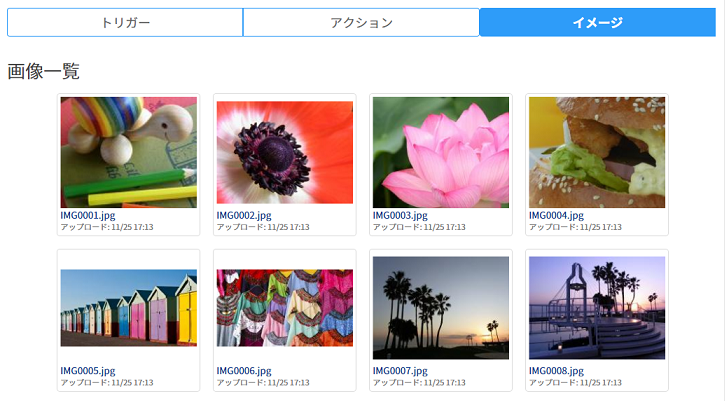 トリガー
アクション
イメージ
画像一覧
IMG0001.jpg
アップロード: 11/25 17:13
IMG0002.jpg
アップロード: 11/25 17:13
IMG0003.jpg
アップロード: 11/25 17:13
IMG0004.jpg
アップロード: 11/25 17:13
IMG0005.jpg
アップロード: 11/25 17:13
IMG0006.jpg
アップロード: 11/25 17:13
IMG0007.jpg
アップロード: 11/25 17:13
IMG0008.jpg
アップロード: 11/25 17:13